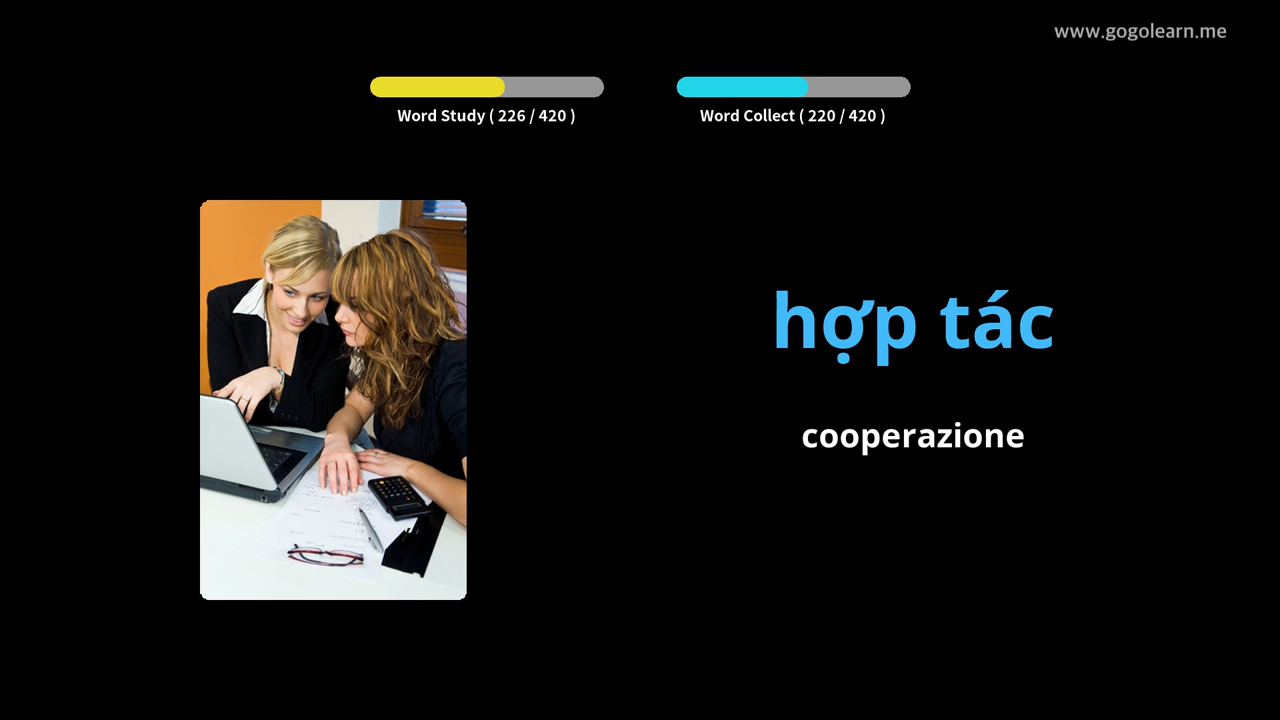 www.gogolearn.me
Word Study ( 226 / 420 )
Word Collect ( 220 / 420 )
hợp tác
cooperazione